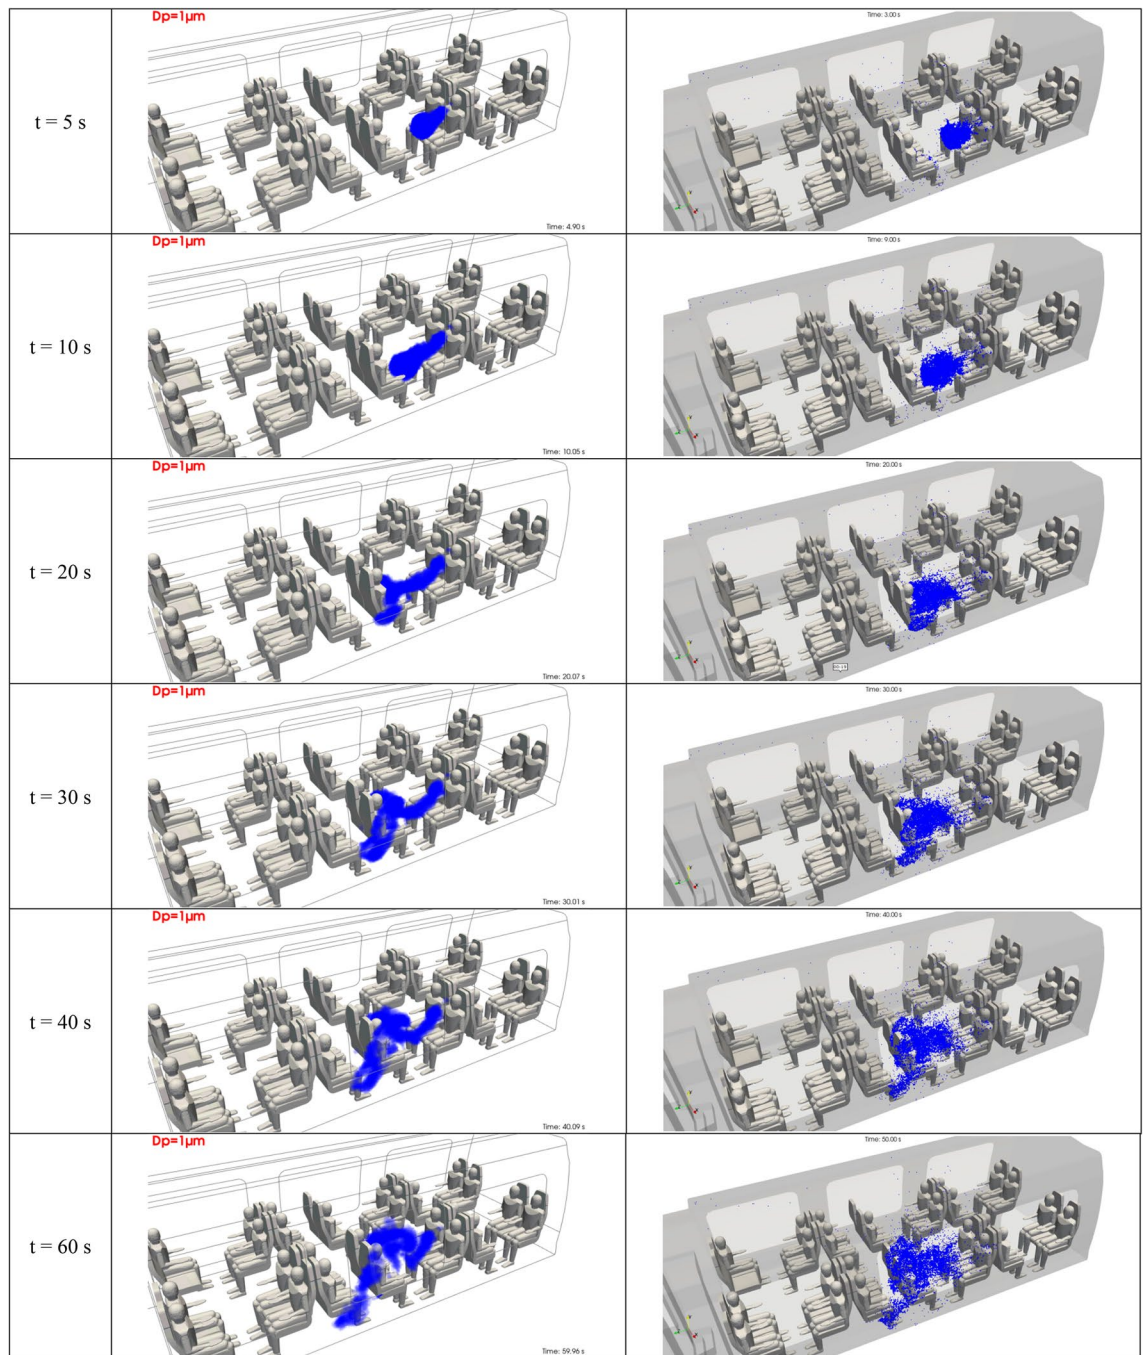 Dp=1µm
Time: 3.00 s
t = 5 s
Time: 4.90 s
Dp=1µm
Time: 9.00 s
t = 10 s
Time: 10.05 s
Dp=1µm
Time: 20.00 s
t = 20 s
Time: 20.07 s
Dp=1µm
Time: 30.00 s
t = 30 s
Time: 30.01 s
Dp=1µm
Time: 40.00 s
t = 40 s
Time: 40.09 s
Dp=1µm
Time: 50.00 s
t = 60 s
Time: 59.96 s